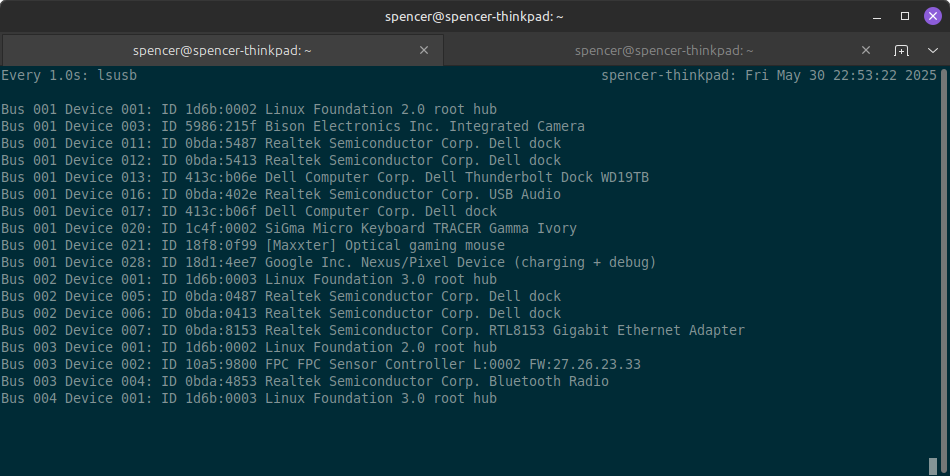 spencer@spencer-thinkpad: ~
spencer@spencer-thinkpad: ~ spencer@spencer-thinkpad: ~
Every 1.0s: lsusb spencer-thinkpad: Fri May 30 22:53:22 2025
Bus 001 Device 001: ID 1d6b:0002 Linux Foundation 2.0 root hub
Bus 001 Device 003: ID 5986:215f Bison Electronics Inc. Integrated Camera
Bus 001 Device 011: ID 0bda:5487 Realtek Semiconductor Corp. Dell dock
Bus 001 Device 012: ID 0bda:5413 Realtek Semiconductor Corp. Dell dock
Bus 001 Device 013: ID 413c:b06e Dell Computer Corp. Dell Thunderbolt Dock WD19TB
Bus 001 Device 016: ID 0bda:402e Realtek Semiconductor Corp. USB Audio
Bus 001 Device 017: ID 413c:b06f Dell Computer Corp. Dell dock
Bus 001 Device 020: ID 1c4f:0002 SiGma Micro Keyboard TRACER Gamma Ivory
Bus 001 Device 021: ID 18f8:0f99 [Maxxter] Optical gaming mouse
Bus 001 Device 028: ID 18d1:4ee7 Google Inc. Nexus/Pixel Device (charging + debug)
Bus 002 Device 001: ID 1d6b:0003 Linux Foundation 3.0 root hub
Bus 002 Device 005: ID 0bda:0487 Realtek Semiconductor Corp. Dell dock
Bus 002 Device 006: ID 0bda:0413 Realtek Semiconductor Corp. Dell dock
Bus 002 Device 007: ID 0bda:8153 Realtek Semiconductor Corp. RTL8153 Gigabit Ethernet Adapter
Bus 003 Device 001: ID 1d6b:0002 Linux Foundation 2.0 root hub
Bus 003 Device 002: ID 10a5:9800 FPC FPC Sensor Controller L:0002 FW:27.26.23.33
Bus 003 Device 004: ID 0bda:4853 Realtek Semiconductor Corp. Bluetooth Radio
Bus 004 Device 001: ID 1d6b:0003 Linux Foundation 3.0 root hub